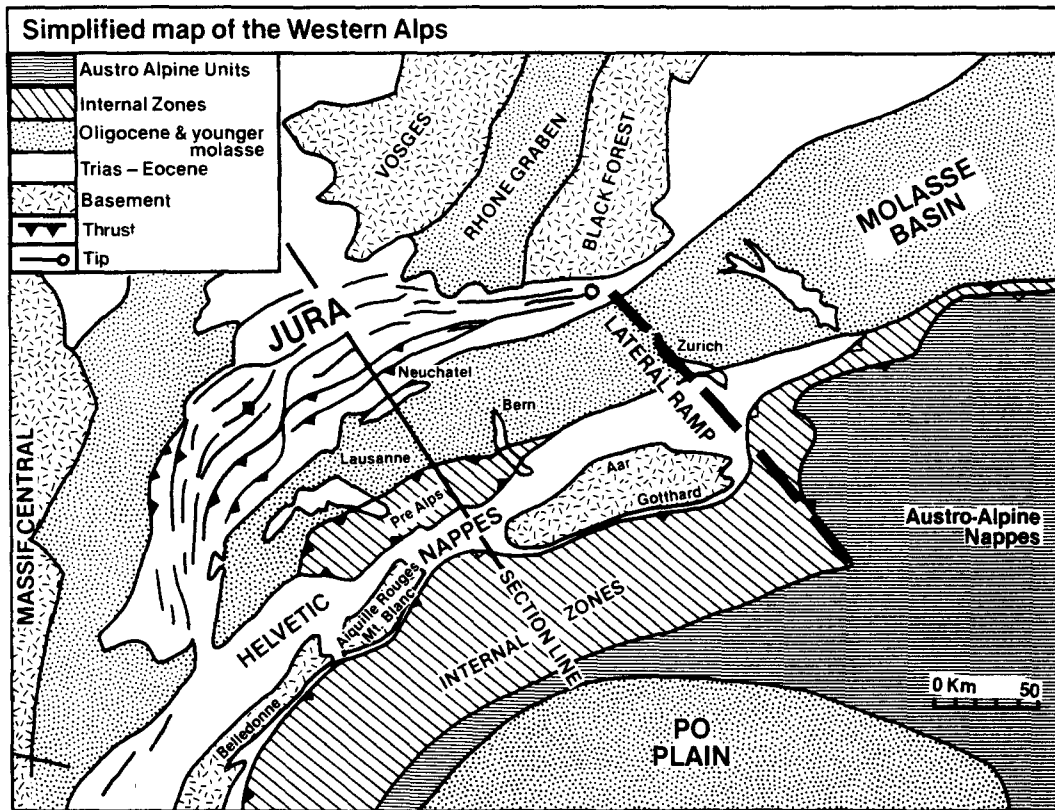 Simplified map of the Western Alps
Austro Alpine Units
Internal Zones
Oligocene & younger
molasse
Trias – Eocene
Basement
Thrust
Tip
VOSGES
RHONE GRABEN
BLACK FOREST
MOLASSE
BASIN
JURA
LATERAL RAMP
Zurich
Neuchatel
Bern
Lausanne
Pre Alps
Aar
Gotthard
MASSIF CENTRAL
HELVETIC NAPPES
Aiquille Rouges
Mt. Blanc
Belledonne
SECTION LINE
INTERNAL ZONES
Austro-Alpine
Nappes
0 Km 50
PO
PLAIN